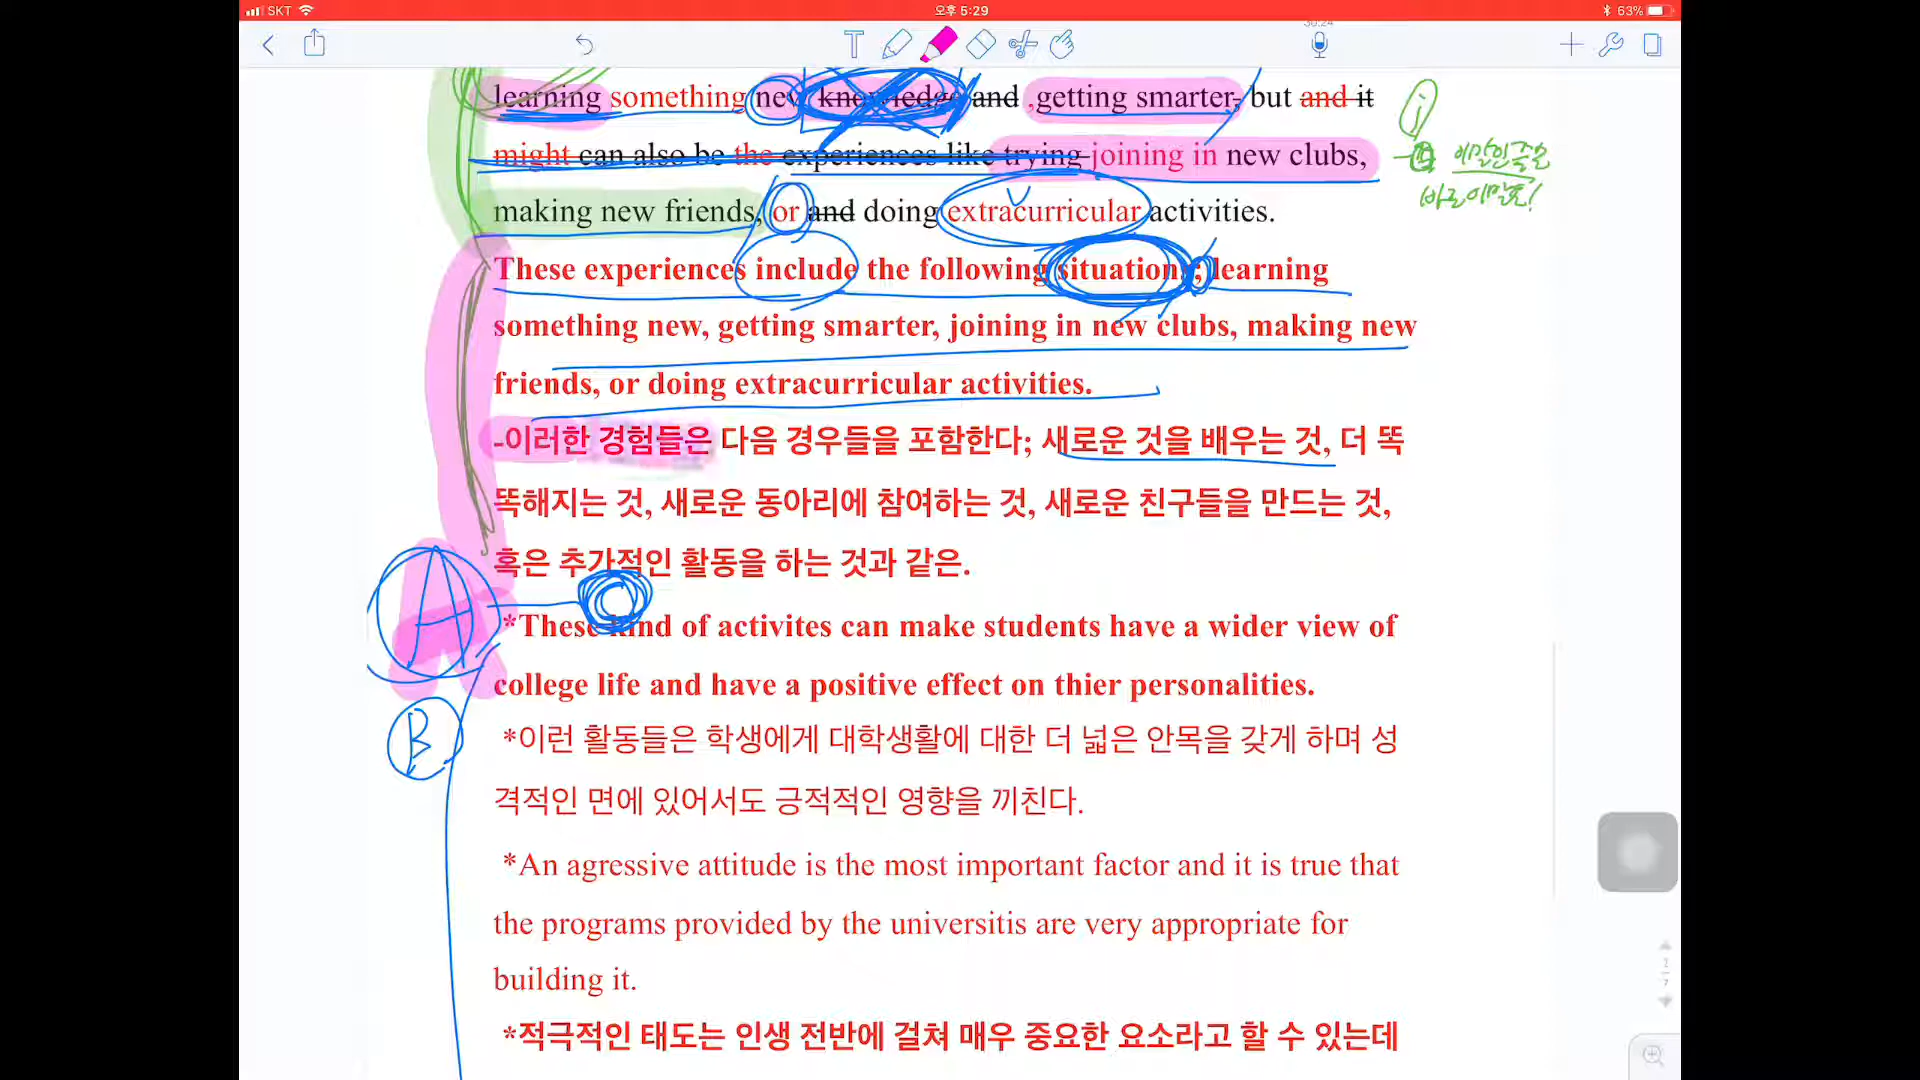 SKT
오후 5:29
63%
30:24
learning something new knowledge and ,getting smarter, but and it
might can also be the experiences like trying joining in new clubs,
making new friends, or and doing extracurricular activities.
These experiences include the following situations; learning
something new, getting smarter, joining in new clubs, making new
friends, or doing extracurricular activities.
-이러한 경험들은 다음 경우들을 포함한다; 새로운 것을 배우는 것, 더 똑
똑해지는 것, 새로운 동아리에 참여하는 것, 새로운 친구들을 만드는 것,
혹은 추가적인 활동을 하는 것과 같은.
A
*These kind of activites can make students have a wider view of
college life and have a positive effect on thier personalities.
B
*이런 활동들은 학생에게 대학생활에 대한 더 넓은 안목을 갖게 하며 성
격적인 면에 있어서도 긍적적인 영향을 끼친다.
*An agressive attitude is the most important factor and it is true that
the programs provided by the universitis are very appropriate for
building it.
*적극적인 태도는 인생 전반에 걸쳐 매우 중요한 요소라고 할 수 있는데
2
7